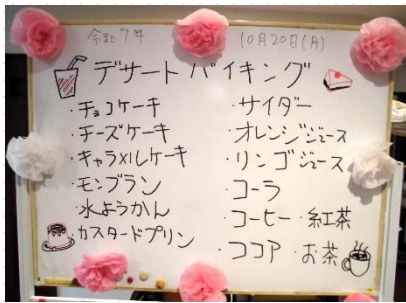 令和7年 10月20日(月)
デザートバイキング
・チョコケーキ
・チーズケーキ
・キャラメルケーキ
・モンブラン
・水ようかん
・カスタードプリン
・サイダー
・オレンジジュース
・リンゴジュース
・コーラ
・コーヒー・紅茶
・ココア・お茶